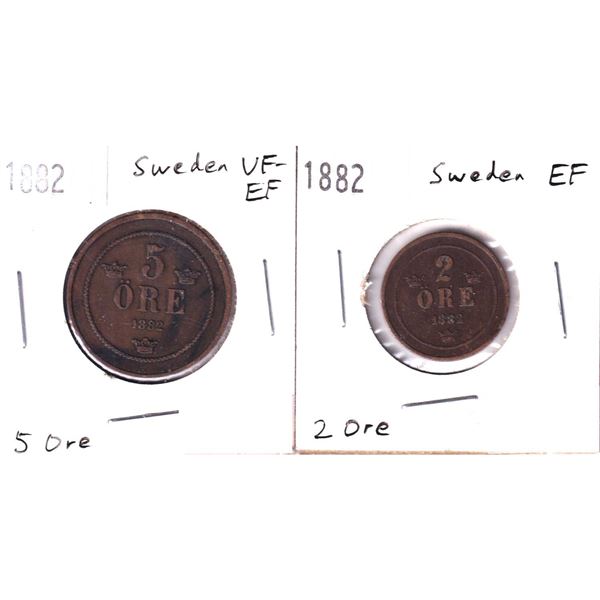 1882 Sweden VF-
EF
5
ÖRE
1882
5 Ore
1882 Sweden EF
2
ÖRE
1882
2 Ore